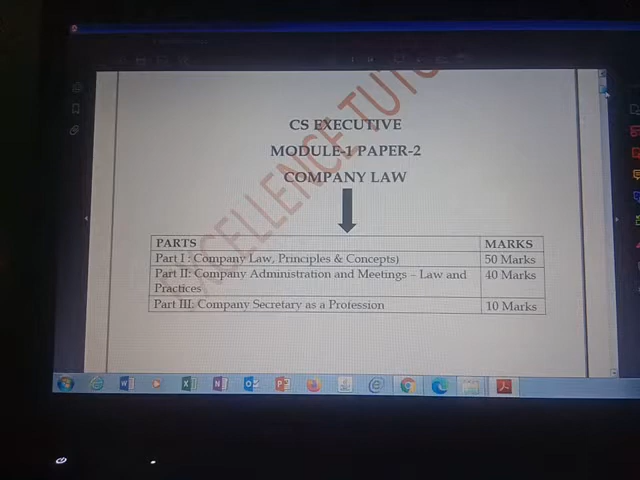 CS EXECUTIVE
MODULE-1 PAPER-2
COMPANY LAW
PARTS MARKS
Part I : Company Law, Principles & Concepts) 50 Marks
Part II: Company Administration and Meetings – Law and 40 Marks
Practices
Part III: Company Secretary as a Profession 10 Marks